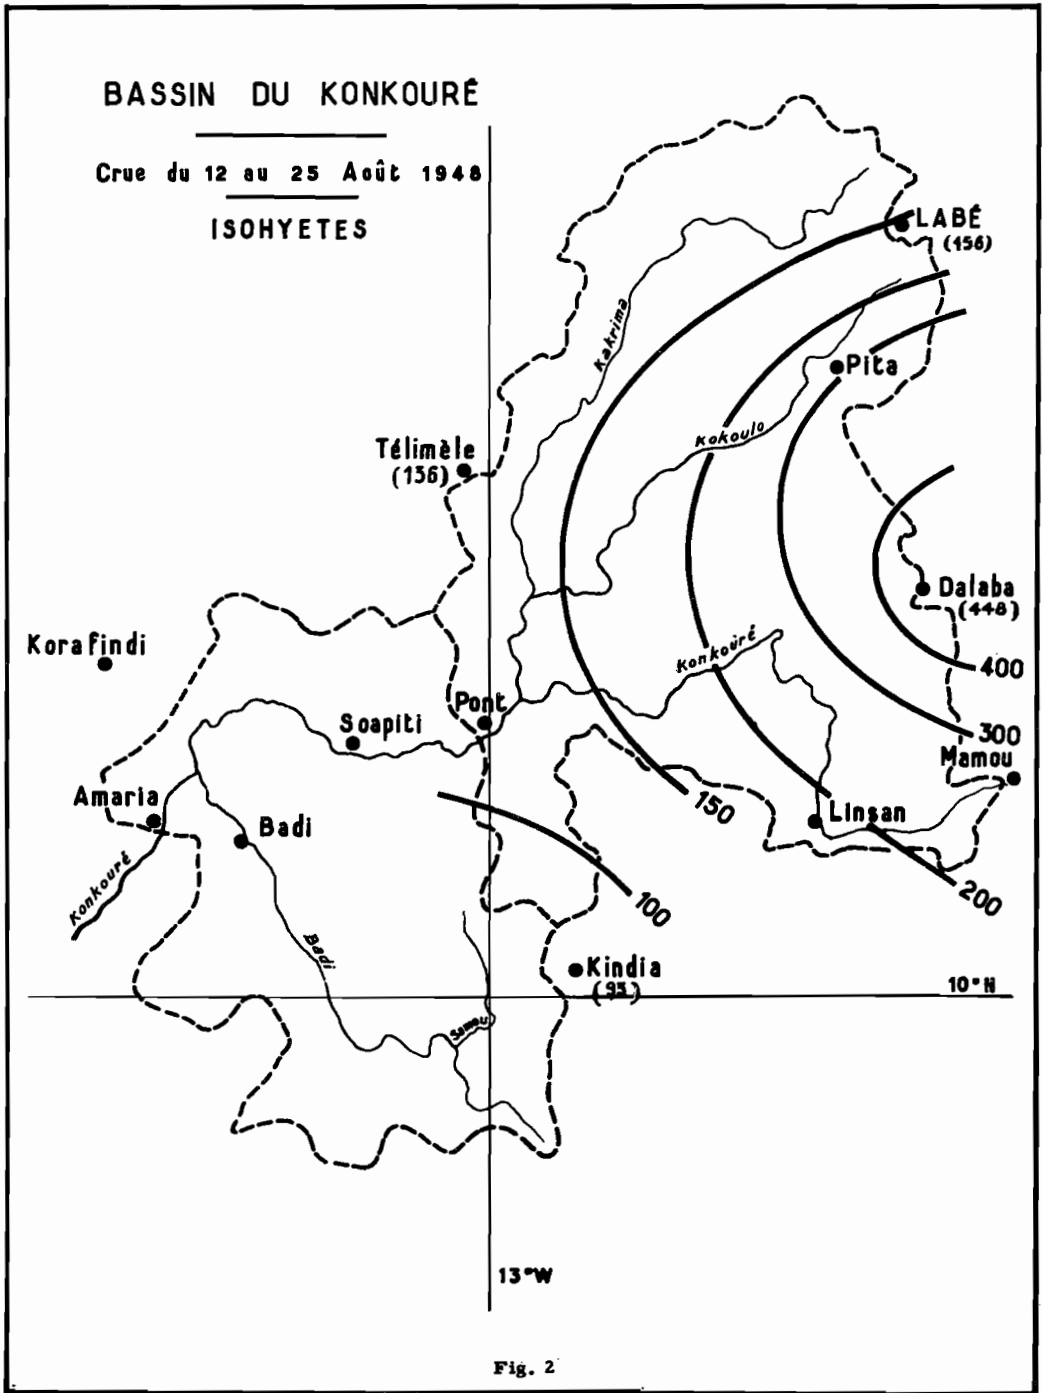 BASSIN DU KONKOURÉ
Crue du 12 au 25 Août 1948
ISOHYETES
LABÉ
(156)
Kakrima
Pita
Kokoulo
Télimèle
(136)
Dalaba
(448)
Korafindi
Konkouré
400
Pont
Soapiti
300
Mamou
Amaria
150
Linsan
Badi
Konkouré
200
100
Badi
Kindia
(95)
10°N
Samou
13°W
Fig. 2